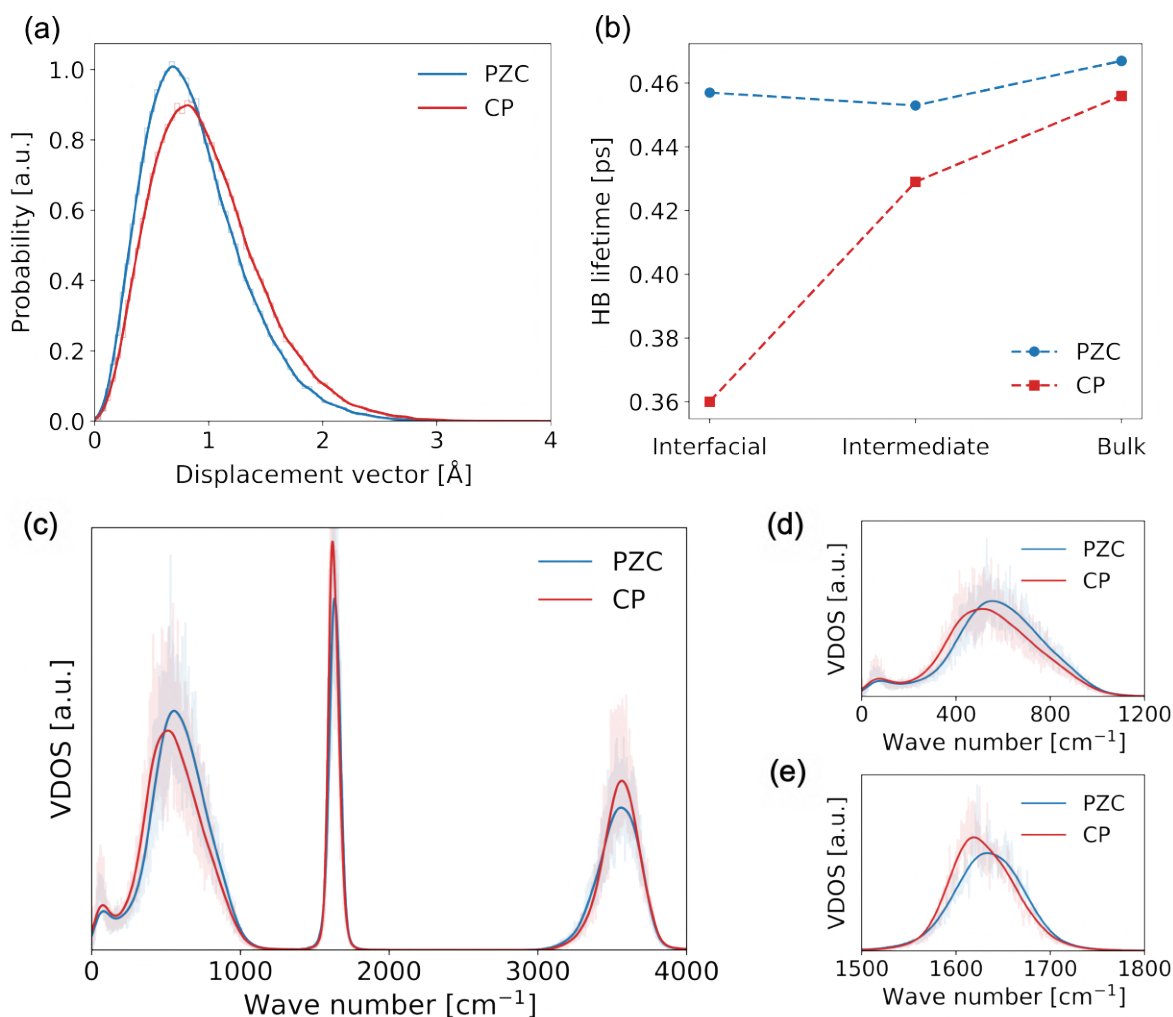 (a)
1.0
0.8
0.6
0.4
0.2
0.0
0 1 2 3 4
Probability [a.u.]
Displacement vector [Å]
PZC
CP
(b)
0.46
0.44
0.42
0.40
0.38
0.36
Interfacial Intermediate Bulk
HB lifetime [ps]
PZC
CP
(c)
VDOS [a.u.]
PZC
CP
0 1000 2000 3000 4000
Wave number [cm⁻¹]
(d)
VDOS [a.u.]
PZC
CP
0 400 800 1200
Wave number [cm⁻¹]
(e)
VDOS [a.u.]
PZC
CP
1500 1600 1700 1800
Wave number [cm⁻¹]